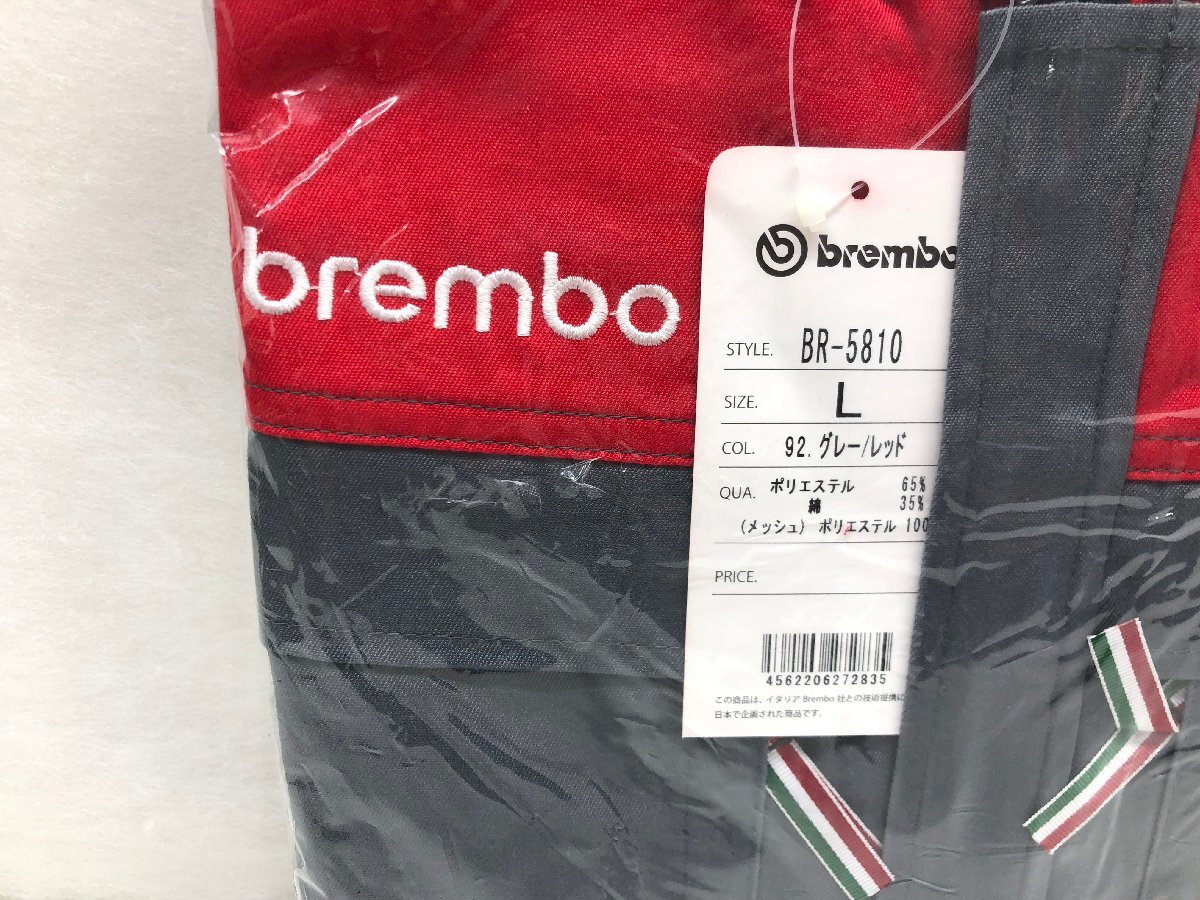 brembo
brembo
STYLE. BR-5810
SIZE. L
COL. 92.グレー/レッド
QUA. ポリエステル 65%
綿 35%
(メッシュ) ポリエステル 100
PRICE.
4562206272835
この商品は、イタリア Brembo 社との技術提携に
日本で企画された商品です。